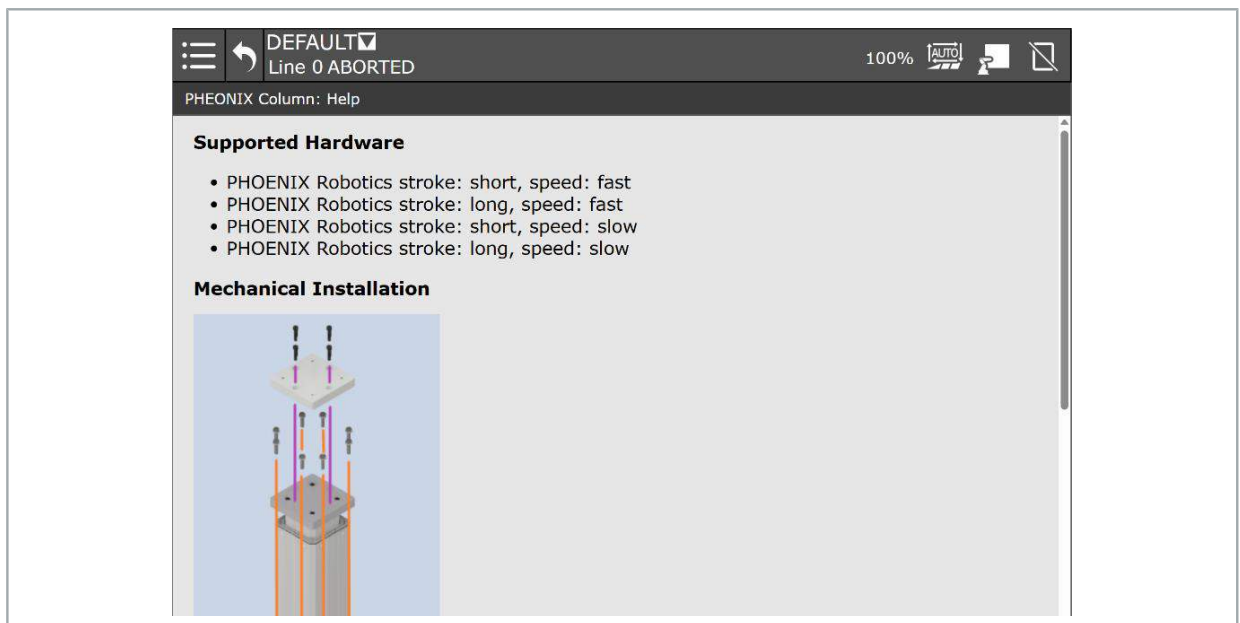 DEFAULT
Line 0 ABORTED
100%
AUTO
PHEONIX Column: Help
Supported Hardware
• PHOENIX Robotics stroke: short, speed: fast
• PHOENIX Robotics stroke: long, speed: fast
• PHOENIX Robotics stroke: short, speed: slow
• PHOENIX Robotics stroke: long, speed: slow
Mechanical Installation